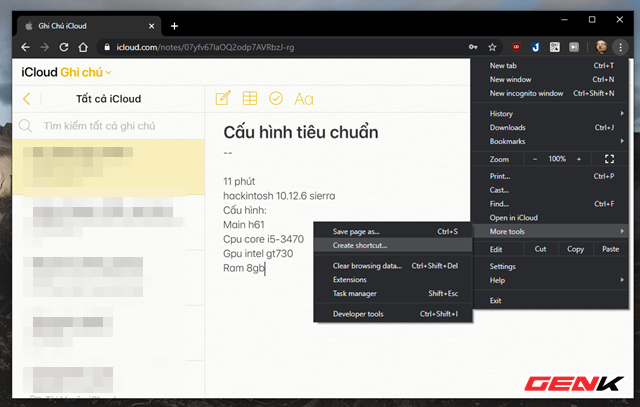 Ghi Chú iCloud
icloud.com/notes/07yfv67laOQ2odp7AVRbzJ-rg
iCloud Ghi chú
Tất cả iCloud
Aa
Tìm kiếm tất cả ghi chú
Cấu hình tiêu chuẩn
--
11 phút
hackintosh 10.12.6 sierra
Cấu hình:
Main h61
Cpu core i5-3470
Gpu intel gt730
Ram 8gb
New tab Ctrl+T
New window Ctrl+N
New incognito window Ctrl+Shift+N
History
Downloads Ctrl+J
Bookmarks
Zoom - 100% +
Print... Ctrl+P
Cast...
Find... Ctrl+F
Open in iCloud
More tools
Edit Cut Copy Paste
Settings
Help
Exit
Save page as... Ctrl+S
Create shortcut...
Clear browsing data... Ctrl+Shift+Del
Extensions
Task manager Shift+Esc
Developer tools Ctrl+Shift+I
GENK